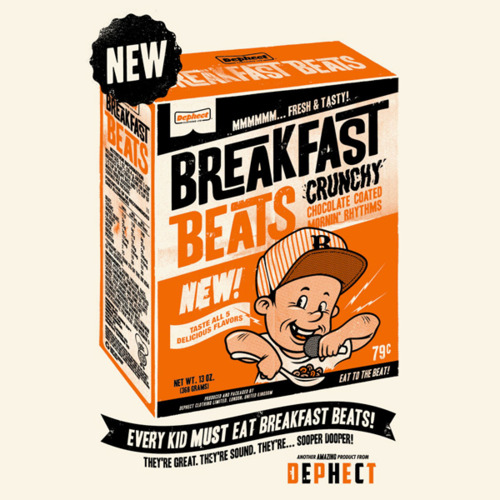 NEW
Dephect
BREAKFAST BEATS
Dephect
MMMMMM... FRESH & TASTY!
BREAKFAST
BEATS
BREAKFAST
BEATS
CRUNCHY
CHOCOLATE COATED
MORNIN' RHYTHMS
NEW!
TASTE ALL 5
DELICIOUS FLAVORS
B
79¢
NET WT. 13 OZ.
(368 GRAMS)
PRODUCED AND PACKAGED BY
DEPHECT CLOTHING LIMITED. LONDON, UNITED KINGDOM
EAT TO THE BEAT!
EVERY KID MUST EAT BREAKFAST BEATS!
THEY'RE GREAT. THEY'RE SOUND. THEY'RE... SOOPER DOOPER!
ANOTHER AMAZING PRODUCT FROM
DEPHECT